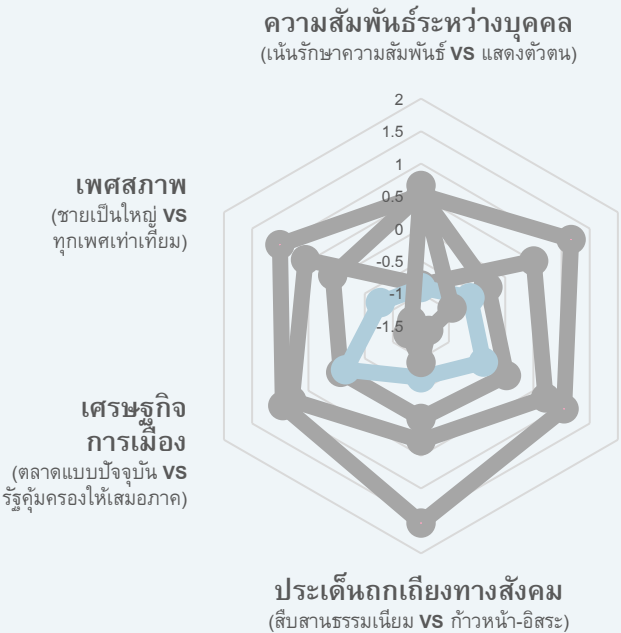 ความสัมพันธ์ระหว่างบุคคล
(เน้นรักษาความสัมพันธ์ VS แสดงตัวตน)
2
1.5
1
0.5
0
-0.5
-1
-1.5
เพศสภาพ
(ชายเป็นใหญ่ VS
ทุกเพศเท่าเทียม)
เศรษฐกิจ
การเมือง
(ตลาดแบบปัจจุบัน VS
รัฐคุ้มครองให้เสมอภาค)
ประเด็นถกเถียงทางสังคม
(สืบสานธรรมเนียม VS ก้าวหน้า-อิสระ)